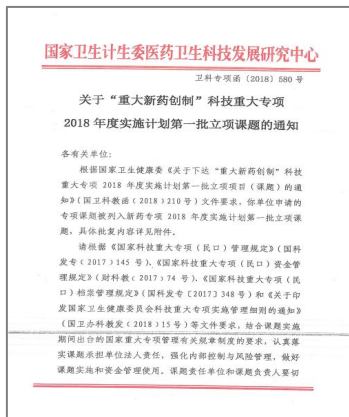 国家卫生计生委医药卫生科技发展研究中心
卫科专项函〔2018〕580 号
关于“重大新药创制”科技重大专项
2018 年度实施计划第一批立项课题的通知
各有关单位：
根据国家卫生健康委《关于下达“重大新药创制”科技
重大专项 2018 年度实施计划第一批立项项目（课题）的通
知》（国卫科教函〔2018〕210 号）文件要求，你单位申请的
专项课题被列入新药专项 2018 年度实施计划第一批立项课
题，具体批复内容详见附件。
请根据《国家科技重大专项（民口）管理规定》（国科
发专〔2017〕145 号）、《国家科技重大专项（民口）资金管
理规定》（财科教〔2017〕74 号）、《国家科技重大专项（民
口）档案管理规定》（国科发专〔2017〕348 号）和《关于印
发国家卫生健康委员会科技重大专项实施管理细则的通知》
（国卫办科教发〔2018〕15 号）等文件要求，结合课题实施
期间出台的国家重大专项管理有关规章制度的要求，认真落
实课题承担单位法人责任，强化内部控制与风险管理，做好
课题实施和资金管理使用。课题责任单位和课题负责人要切